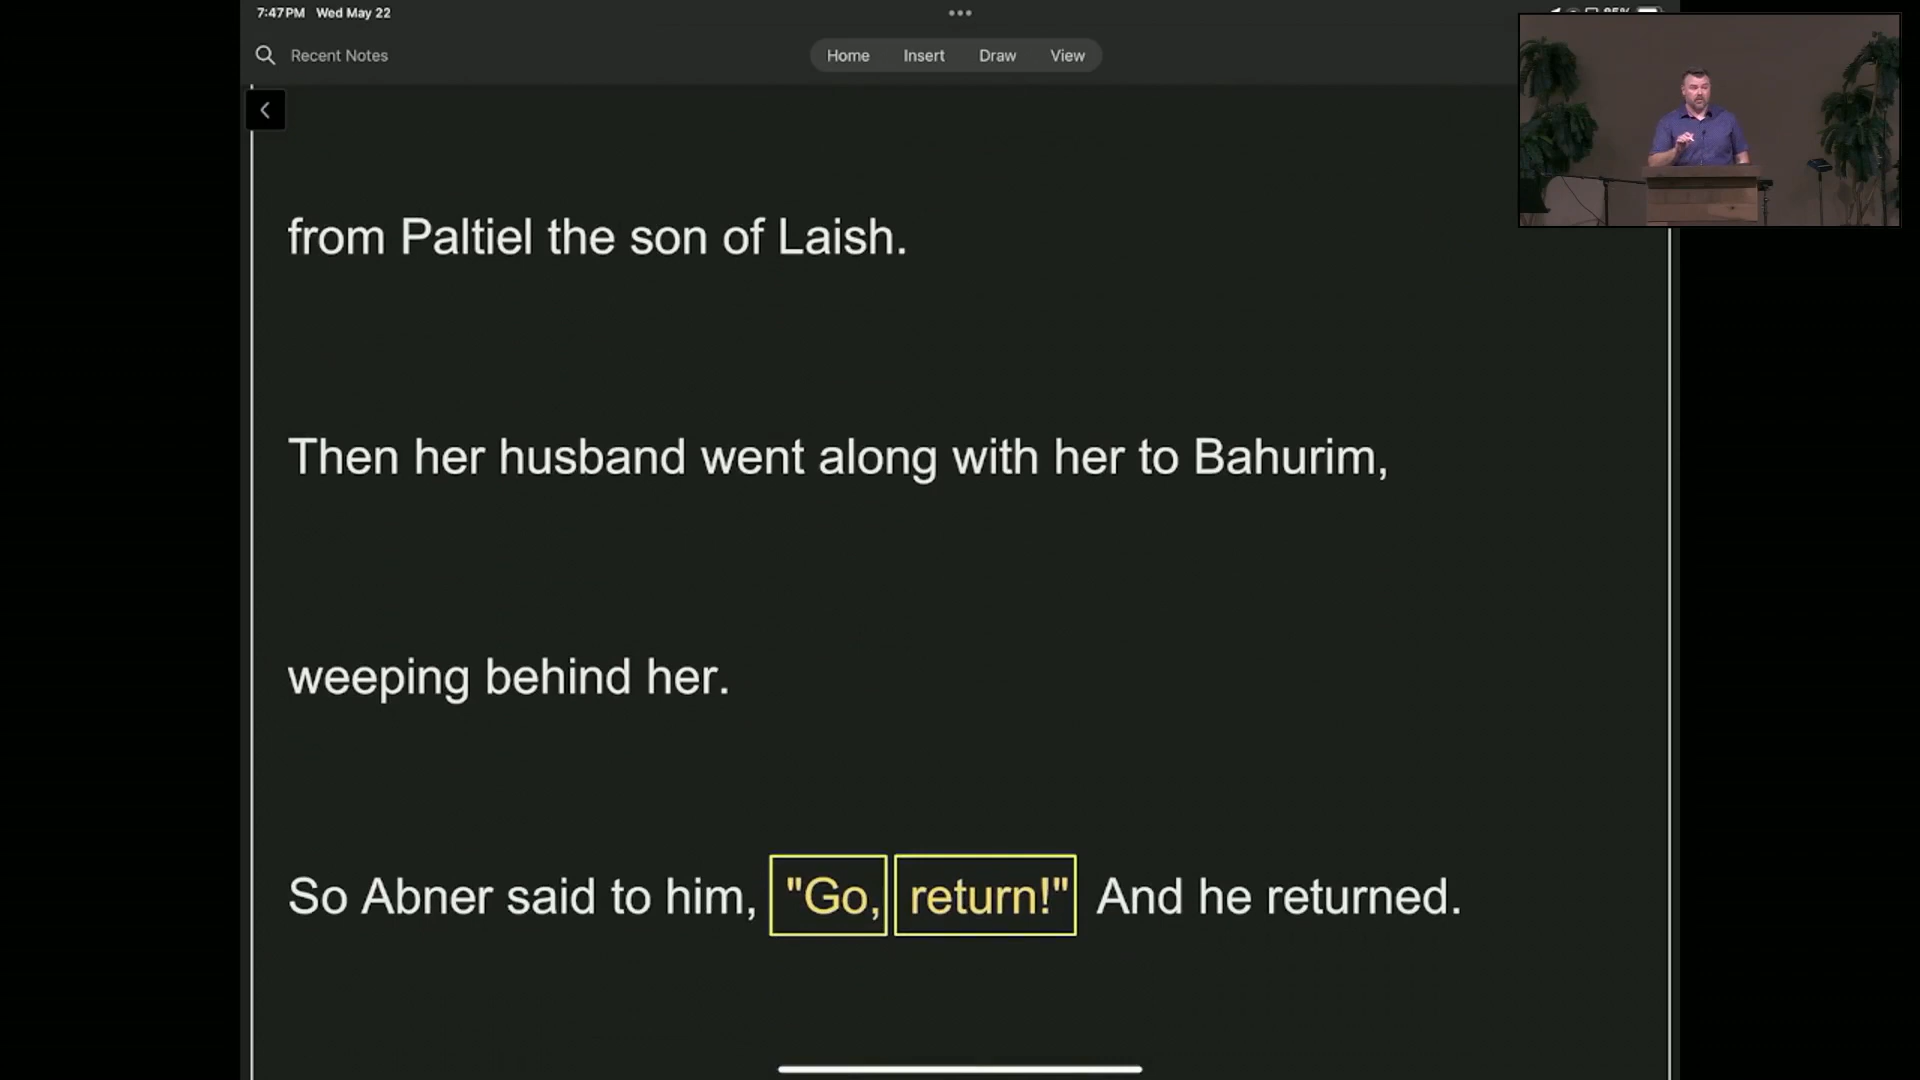 7:47 PM Wed May 22
Recent Notes
Home Insert Draw View
from Paltiel the son of Laish.
Then her husband went along with her to Bahurim,
weeping behind her.
So Abner said to him, "Go, return!" And he returned.